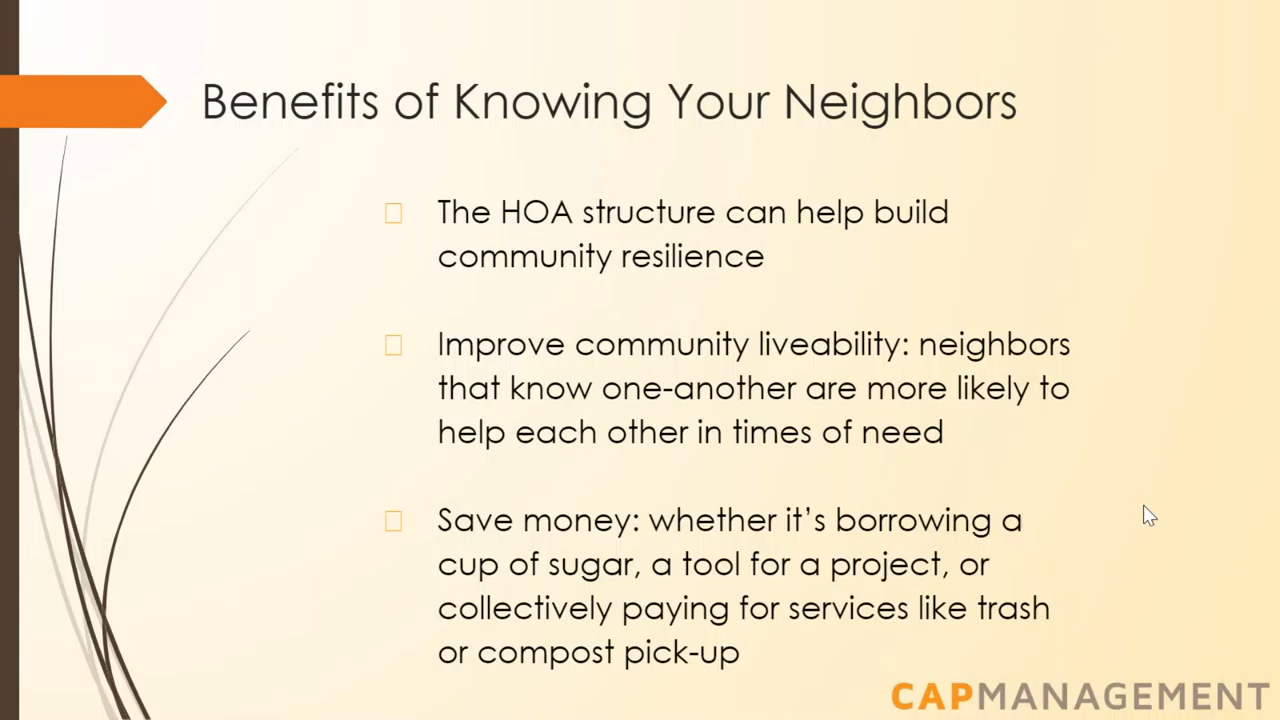 Benefits of Knowing Your Neighbors
The HOA structure can help build
community resilience
Improve community liveability: neighbors
that know one-another are more likely to
help each other in times of need
Save money: whether it’s borrowing a
cup of sugar, a tool for a project, or
collectively paying for services like trash
or compost pick-up
CAPMANAGEMENT